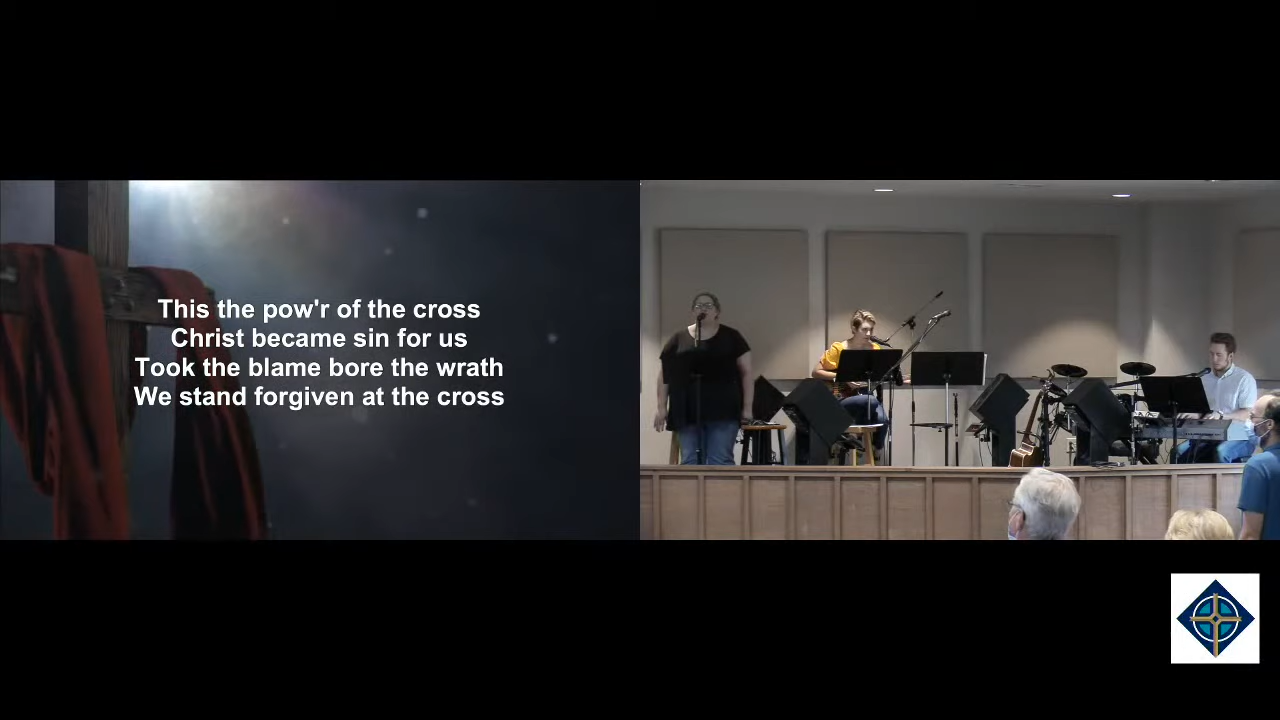 This the pow'r of the cross
Christ became sin for us
Took the blame bore the wrath
We stand forgiven at the cross